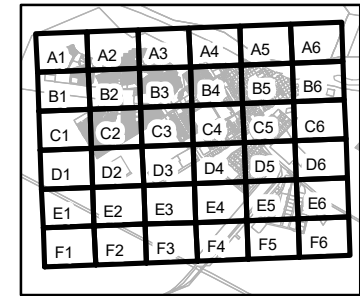 A1 A2 A3 A4 A5 A6
B1 B2 B3 B4 B5 B6
C1 C2 C3 C4 C5 C6
D1 D2 D3 D4 D5 D6
E1 E2 E3 E4 E5 E6
F1 F2 F3 F4 F5 F6